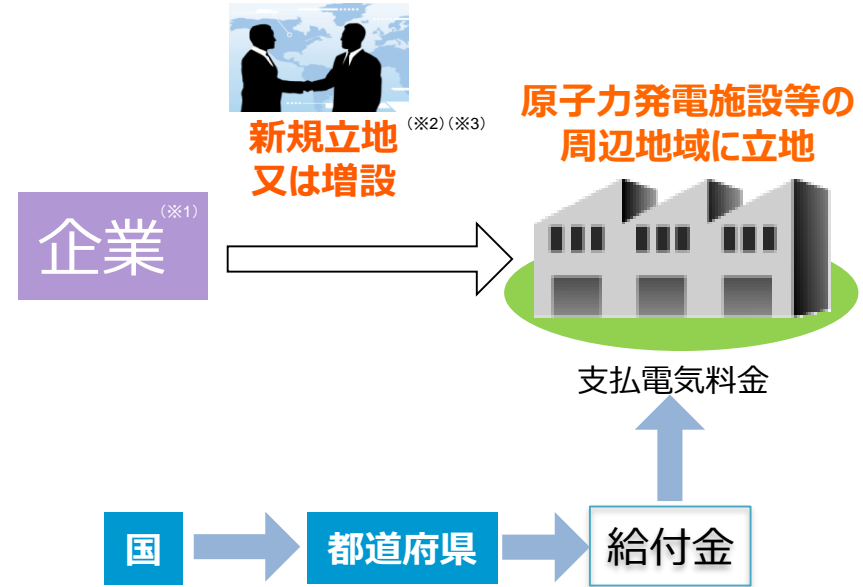 新規立地(※2)(※3)
又は増設
原子力発電施設等の
周辺地域に立地
企業(※1)
支払電気料金
国
都道府県
給付金